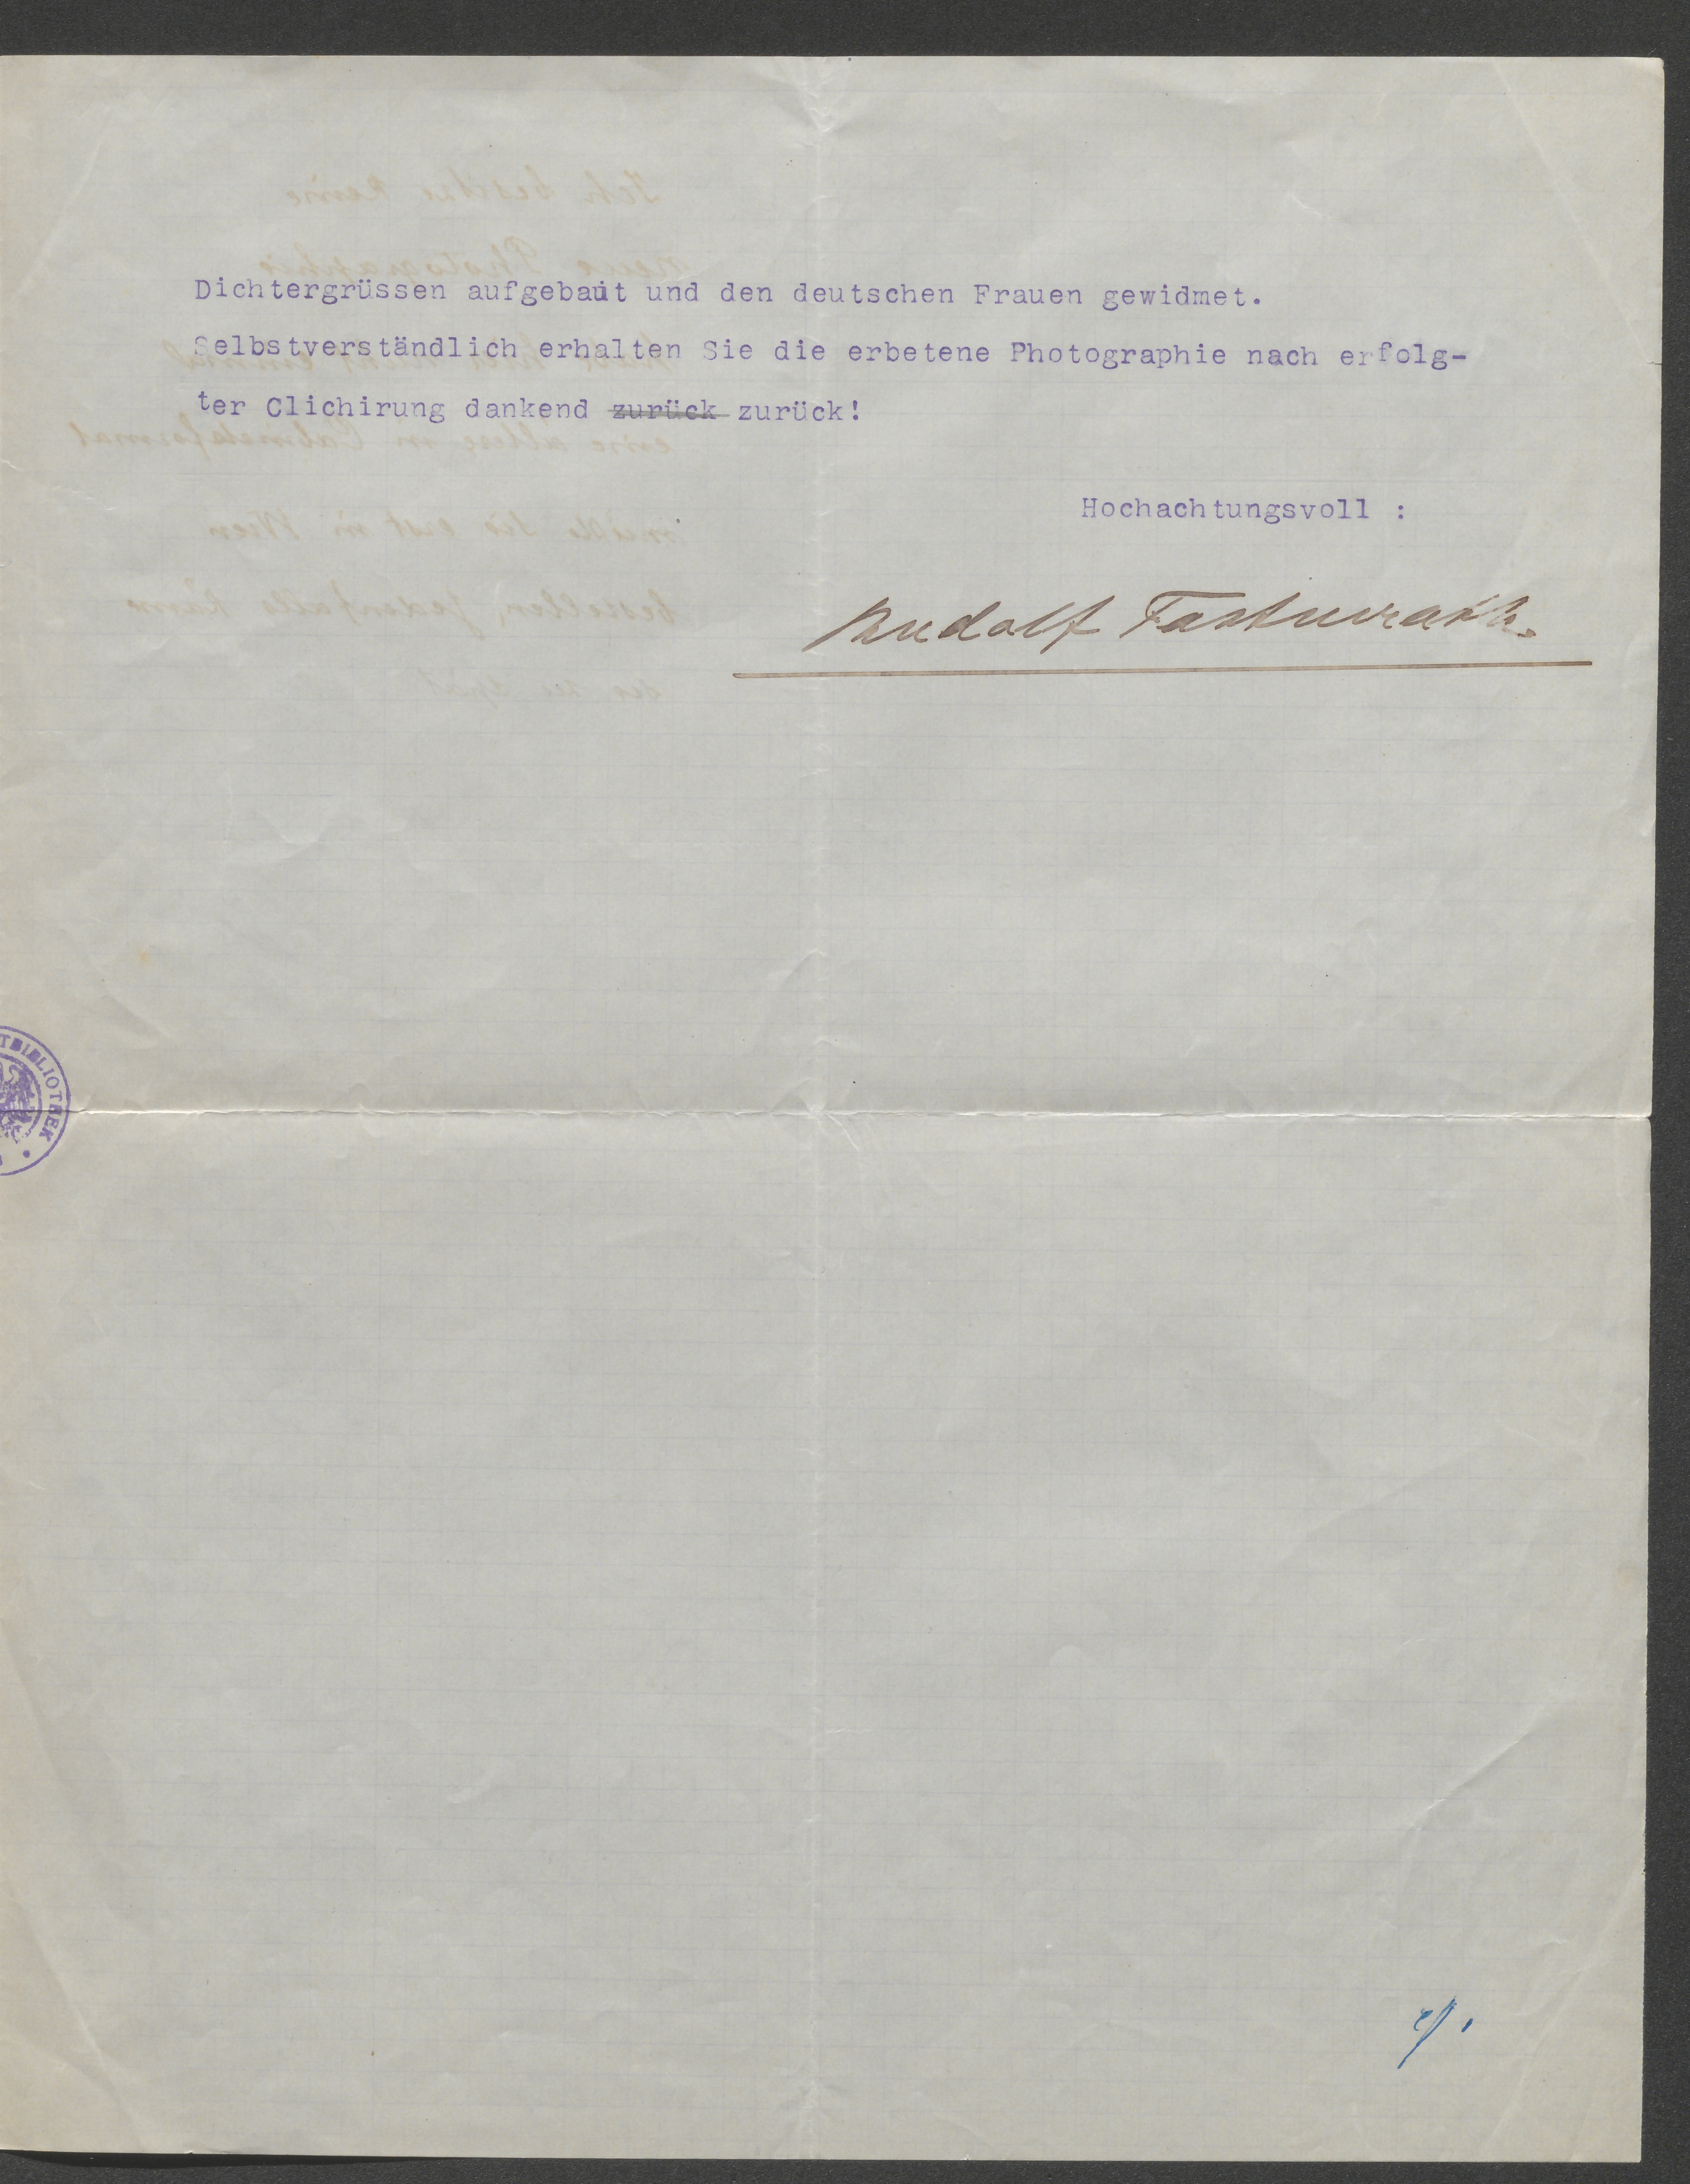 Dichtergrüssen aufgebaut und den deutschen Frauen gewidmet.
Selbstverständlich erhalten Sie die erbetene Photographie nach erfolg-
ter Clichirung dankend zurück zurück!
Hochachtungsvoll :
Rudolf Fastenrath.
TBIBLIOTHEK